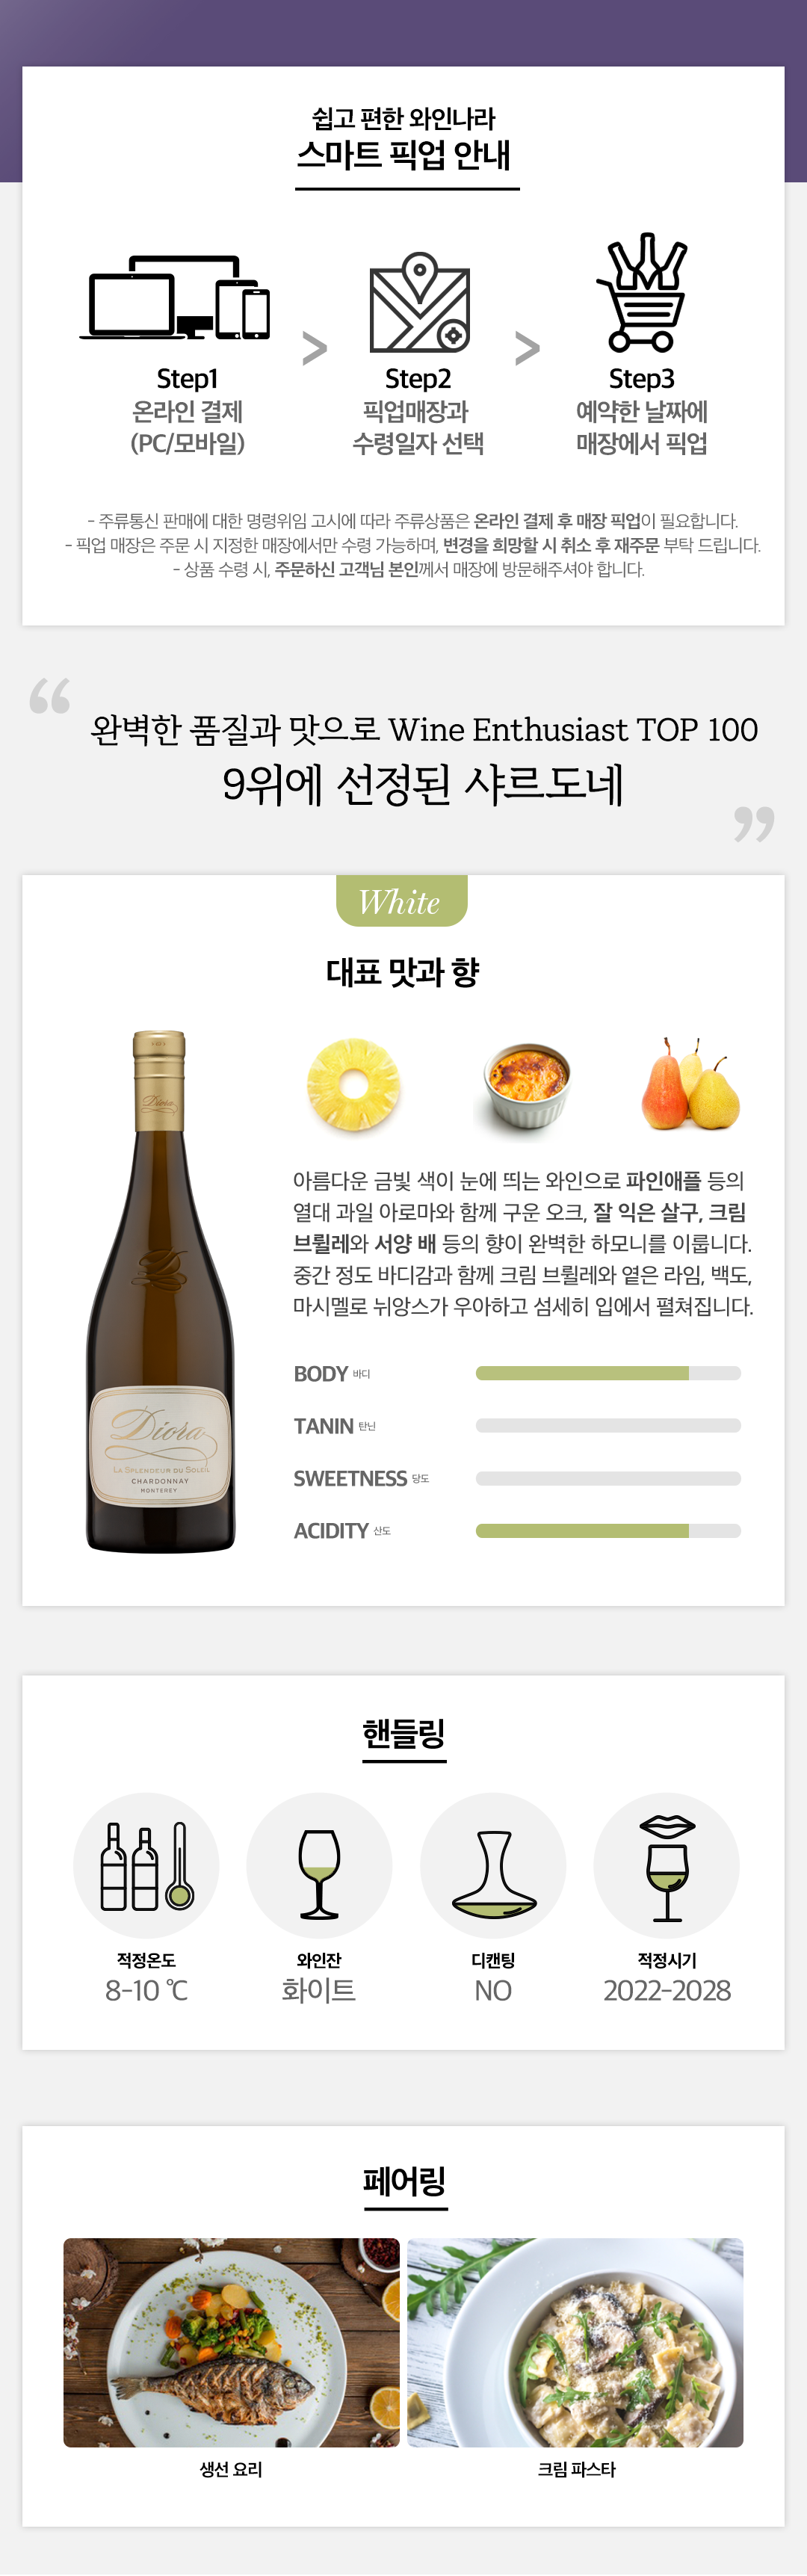 쉽고 편한 와인나라
스마트 픽업 안내
Step1
온라인 결제
(PC/모바일)
>
Step2
픽업매장과
수령일자 선택
>
Step3
예약한 날짜에
매장에서 픽업
- 주류통신 판매에 대한 명령위임 고시에 따라 주류상품은 온라인 결제 후 매장 픽업이 필요합니다.
- 픽업 매장은 주문 시 지정한 매장에서만 수령 가능하며, 변경을 희망할 시 취소 후 재주문 부탁 드립니다.
- 상품 수령 시, 주문하신 고객님 본인께서 매장에 방문해주셔야 합니다.
“ 완벽한 품질과 맛으로 Wine Enthusiast TOP 100
9위에 선정된 샤르도네 ”
White
대표 맛과 향
Diora
아름다운 금빛 색이 눈에 띄는 와인으로 파인애플 등의
열대 과일 아로마와 함께 구운 오크, 잘 익은 살구, 크림
브륄레와 서양 배 등의 향이 완벽한 하모니를 이룹니다.
중간 정도 바디감과 함께 크림 브륄레와 옅은 라임, 백도,
마시멜로 뉘앙스가 우아하고 섬세히 입에서 펼쳐집니다.
BODY 바디
TANIN 탄닌
SWEETNESS 당도
ACIDITY 산도
Diora
LA SPLENDEUR DU SOLEIL
CHARDONNAY
MONTEREY
핸들링
적정온도
8-10 ℃
와인잔
화이트
디캔팅
NO
적정시기
2022-2028
페어링
생선 요리
크림 파스타